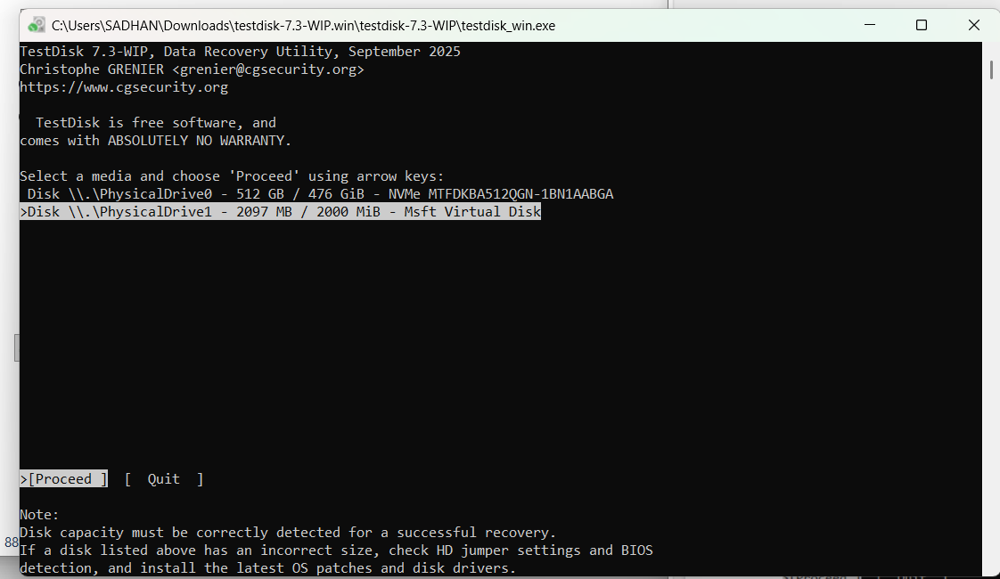 C:\Users\SADHAN\Downloads\testdisk-7.3-WIP.win\testdisk-7.3-WIP\testdisk_win.exe
TestDisk 7.3-WIP, Data Recovery Utility, September 2025
Christophe GRENIER <grenier@cgsecurity.org>
https://www.cgsecurity.org
TestDisk is free software, and
comes with ABSOLUTELY NO WARRANTY.
Select a media and choose 'Proceed' using arrow keys:
Disk \\.\PhysicalDrive0 - 512 GB / 476 GiB - NVMe MTFDKBA512QGN-1BN1AABGA
>Disk \\.\PhysicalDrive1 - 2097 MB / 2000 MiB - Msft Virtual Disk
>[Proceed ]  [  Quit  ]
Note:
Disk capacity must be correctly detected for a successful recovery.
88
If a disk listed above has an incorrect size, check HD jumper settings and BIOS
detection, and install the latest OS patches and disk drivers.